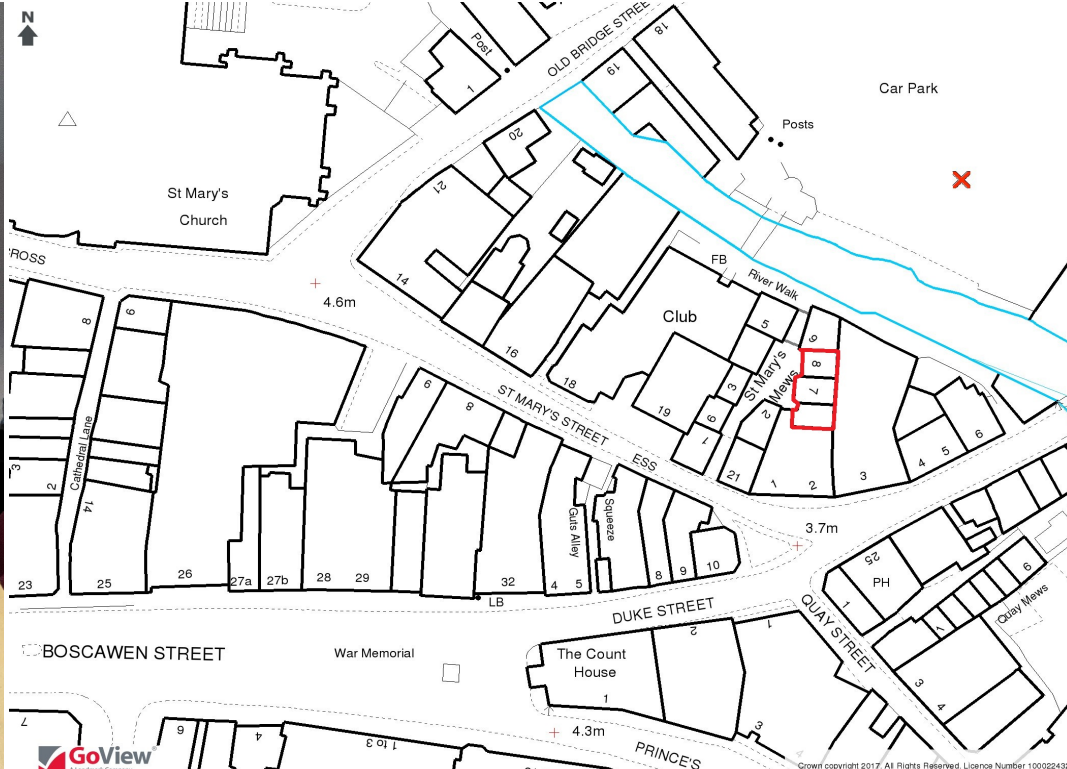 N
OLD BRIDGE STREE
Post
1
18
19
Car Park
Posts
20
21
St Mary's
Church
ROSS
14
4.6m
FB
River Walk
Club
5
9
8
7
St Mary's
Mews
3
2
6
1
16
18
19
21
1
2
3
4
5
6
8
9
Cathedral Lane
6
8
ST MARY'S STREET
ESS
3
2
14
Guts Alley
Squeeze
3.7m
25
PH
1
9
Quay Mews
23
25
26
27a
27b
28
29
32
4
5
8
9
10
LB
DUKE STREET
QUAY STREET
BOSCAWEN STREET
War Memorial
The Count
House
1
2
1
3
3
4
7
6
4
1 to 3
4.3m
PRINCE'S
GoView
Crown copyright 2017. All Rights Reserved. Licence Number 100022432